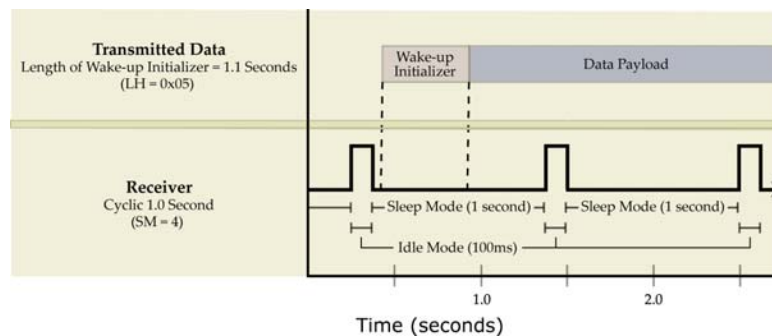 Transmitted Data
Length of Wake-up Initializer = 1.1 Seconds
(LH = 0x05)
Wake-up
Initializer
Data Payload
Receiver
Cyclic 1.0 Second
(SM = 4)
Sleep Mode (1 second)
Sleep Mode (1 second)
Idle Mode (100ms)
1.0
2.0
Time (seconds)